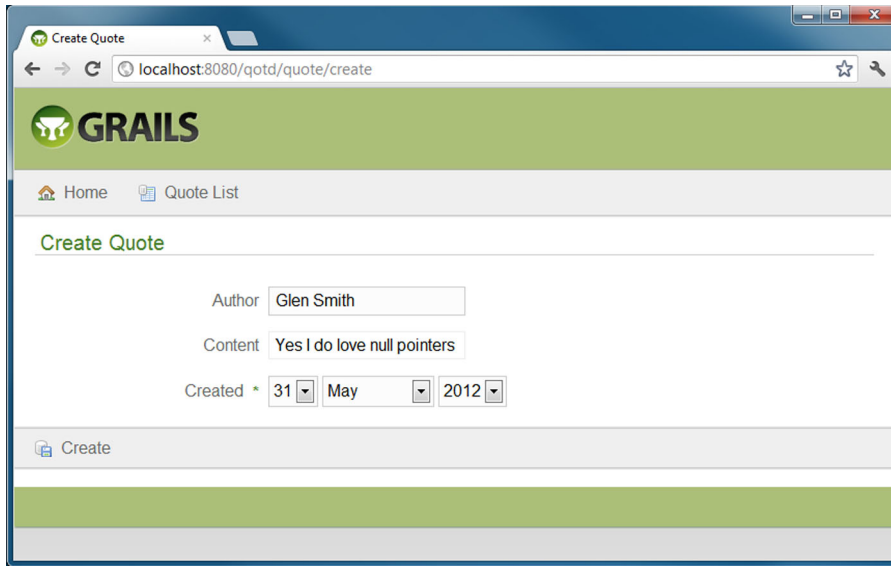 Create Quote
localhost:8080/qotd/quote/create
GRAILS
Home Quote List
Create Quote
Author Glen Smith
Content Yes I do love null pointers
Created * 31 May 2012
Create